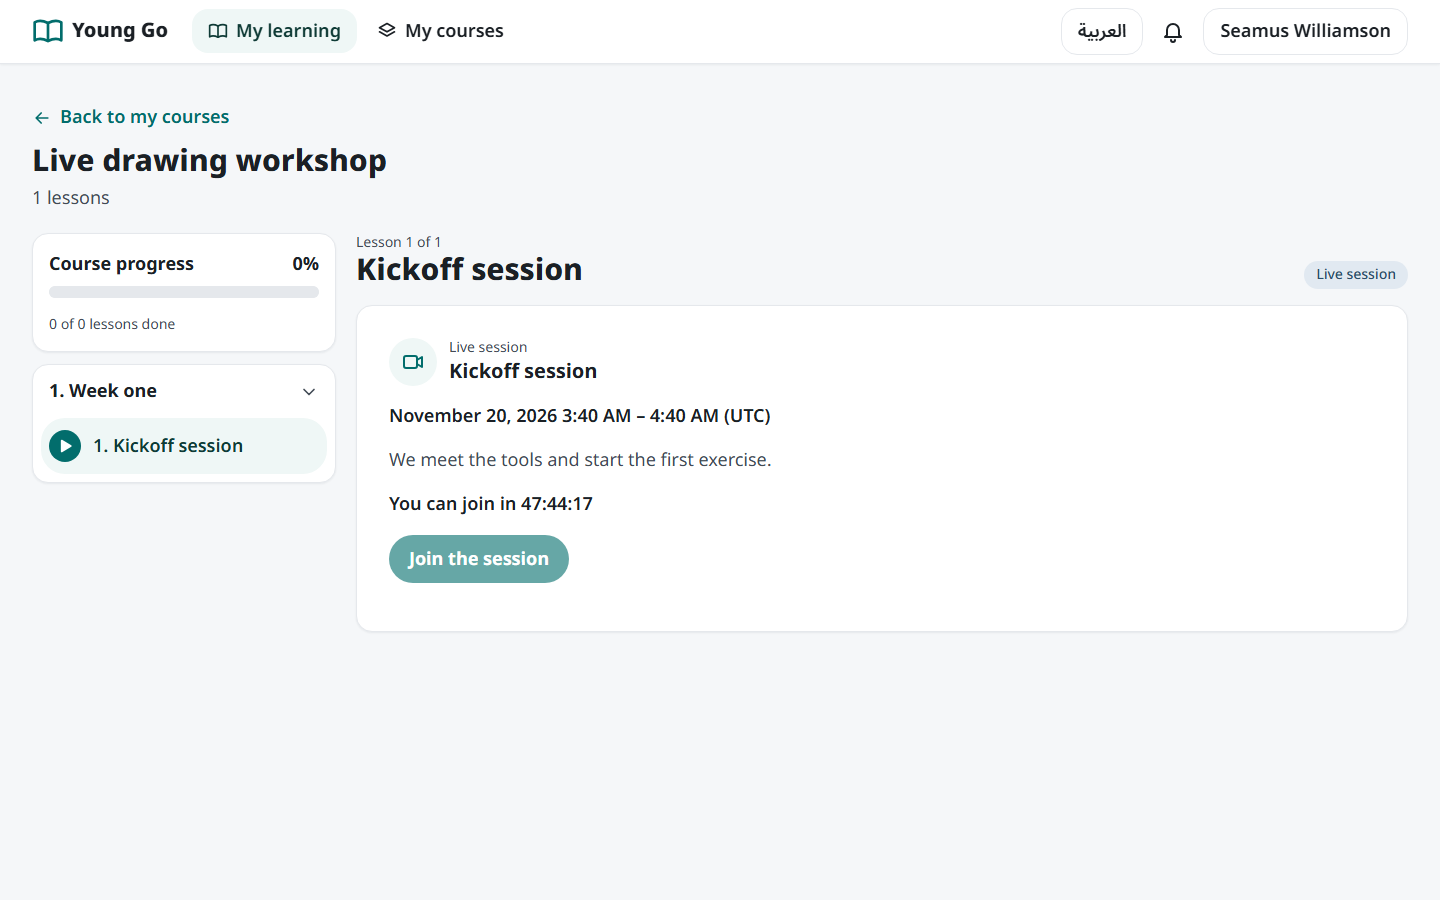 Young Go
My learning
My courses
العربية
Seamus Williamson
Back to my courses
Live drawing workshop
1 lessons
Course progress 0%
0 of 0 lessons done
1. Week one
1. Kickoff session
Lesson 1 of 1
Kickoff session
Live session
Live session
Kickoff session
November 20, 2026 3:40 AM – 4:40 AM (UTC)
We meet the tools and start the first exercise.
You can join in 47:44:17
Join the session